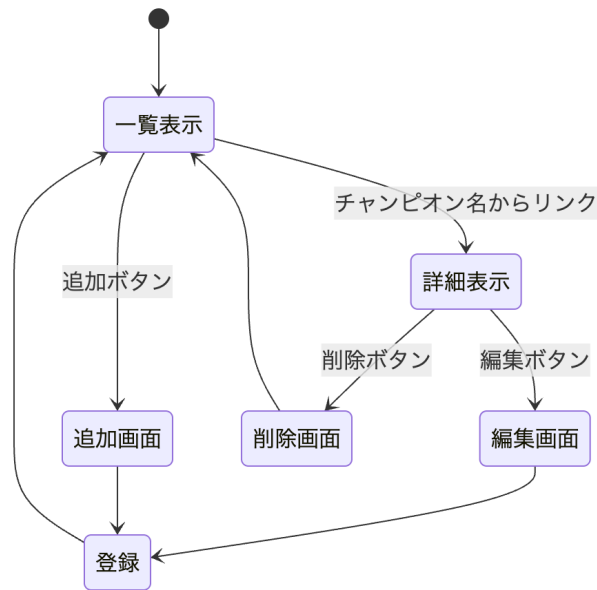 一覧表示
チャンピオン名からリンク
追加ボタン
詳細表示
削除ボタン
編集ボタン
追加画面
削除画面
編集画面
登録